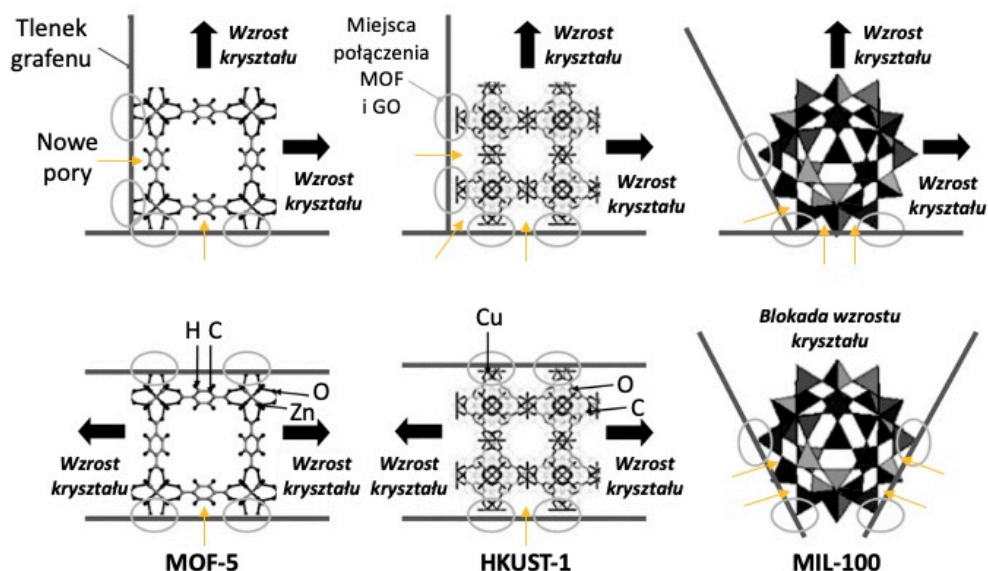 Tlenek
grafenu
Wzrost
kryształu
Nowe
pory
Wzrost
kryształu
Miejsca
połączenia
MOF
i GO
Wzrost
kryształu
Wzrost
kryształu
Wzrost
kryształu
Wzrost
kryształu
H C
O
Zn
Wzrost
kryształu
Wzrost
kryształu
MOF-5
Cu
O
C
Wzrost
kryształu
Wzrost
kryształu
HKUST-1
Blokada wzrostu
kryształu
MIL-100